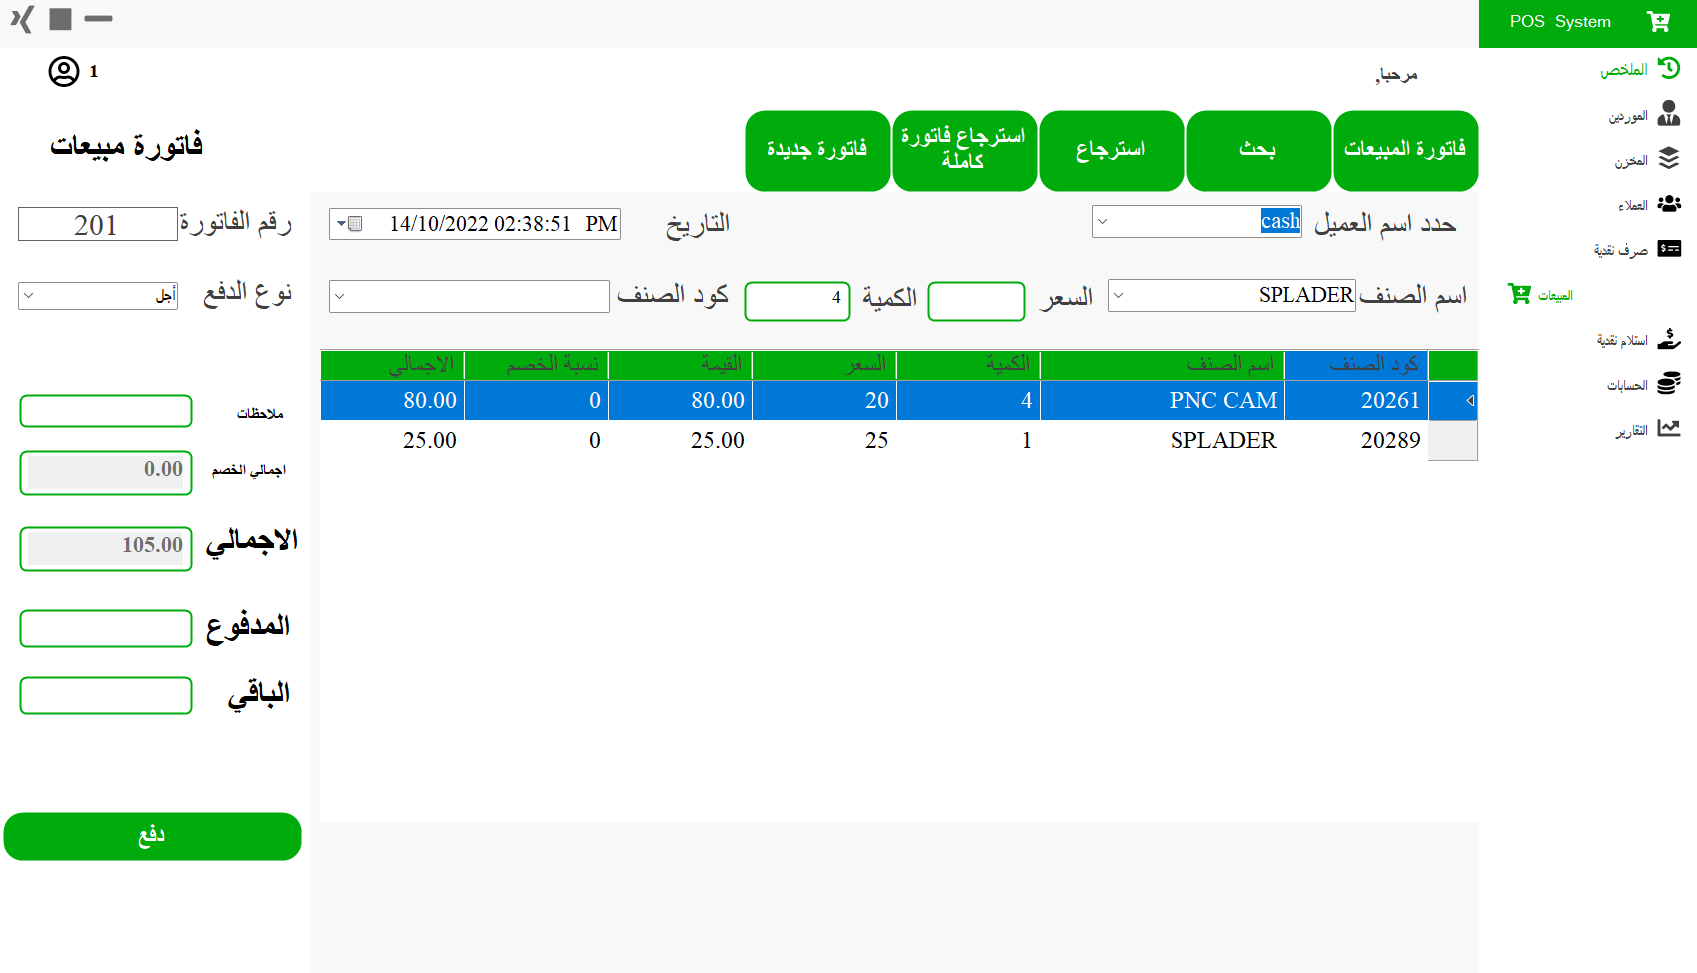 POS System
الملخص
الموردين
المخزن
العملاء
صرف نقدية
المبيعات
استلام نقدية
الحسابات
التقارير
مرحبا,
1
فاتورة المبيعات
بحث
استرجاع
استرجاع فاتورة
كاملة
فاتورة جديدة
فاتورة مبيعات
حدد اسم العميل cash
التاريخ 14/10/2022 02:38:51 PM
رقم الفاتورة 201
اسم الصنف SPLADER
السعر
الكمية 4
كود الصنف
نوع الدفع أجل
كود الصنف اسم الصنف الكمية السعر القيمة نسبة الخصم الاجمالي
20261 PNC CAM 4 20 80.00 0 80.00
20289 SPLADER 1 25 25.00 0 25.00
ملاحظات
اجمالي الخصم 0.00
الاجمالي 105.00
المدفوع
الباقي
دفع